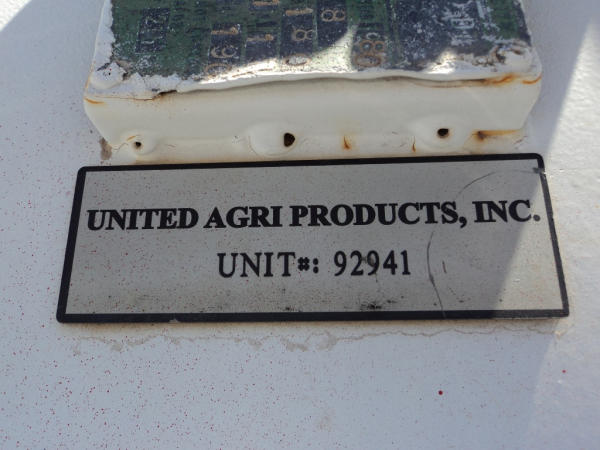 UNITED AGRI PRODUCTS, INC.
UNIT#: 92941